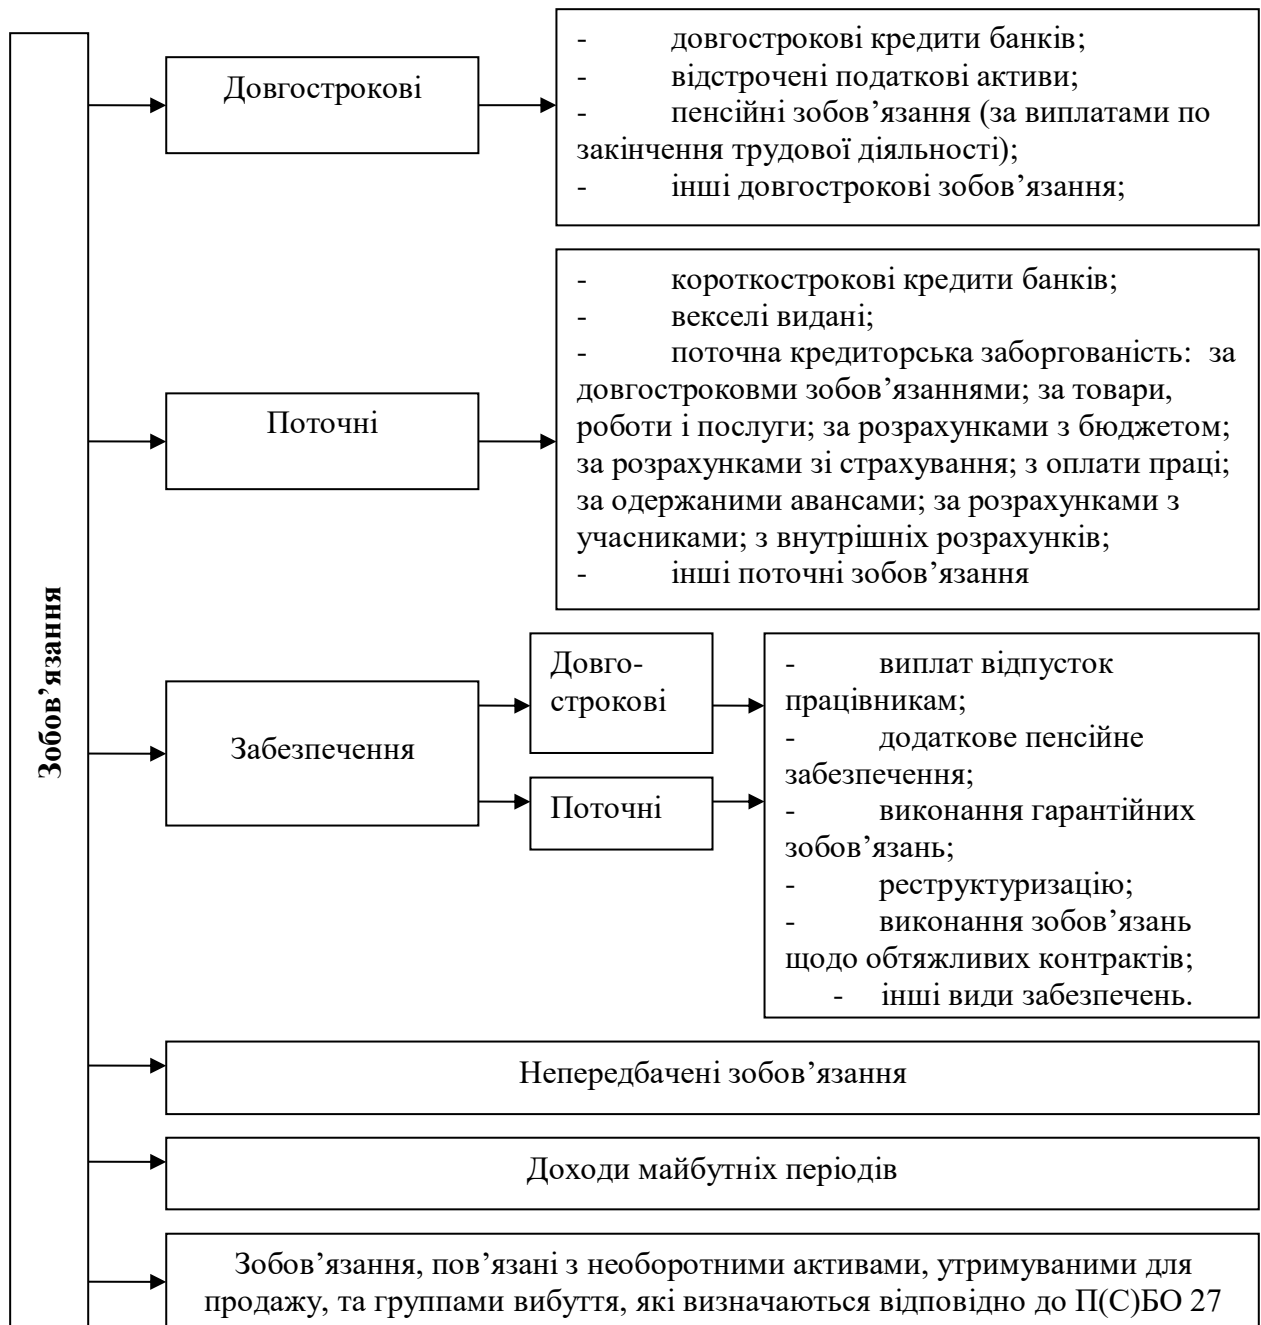 Зобов’язання
Довгострокові
- довгострокові кредити банків;
- відстрочені податкові активи;
- пенсійні зобов’язання (за виплатами по
закінчення трудової діяльності);
- інші довгострокові зобов’язання;
Поточні
- короткострокові кредити банків;
- векселі видані;
- поточна кредиторська заборгованість: за
довгостроковми зобов’язаннями; за товари,
роботи і послуги; за розрахунками з бюджетом;
за розрахунками зі страхування; з оплати праці;
за одержаними авансами; за розрахунками з
учасниками; з внутрішніх розрахунків;
- інші поточні зобов’язання
Забезпечення
Довго-
строкові
Поточні
- виплат відпусток
працівникам;
- додаткове пенсійне
забезпечення;
- виконання гарантійних
зобов’язань;
- реструктуризацію;
- виконання зобов’язань
щодо обтяжливих контрактів;
- інші види забезпечень.
Непередбачені зобов’язання
Доходи майбутніх періодів
Зобов’язання, пов’язані з необоротними активами, утримуваними для
продажу, та группами вибуття, які визначаються відповідно до П(С)БО 27